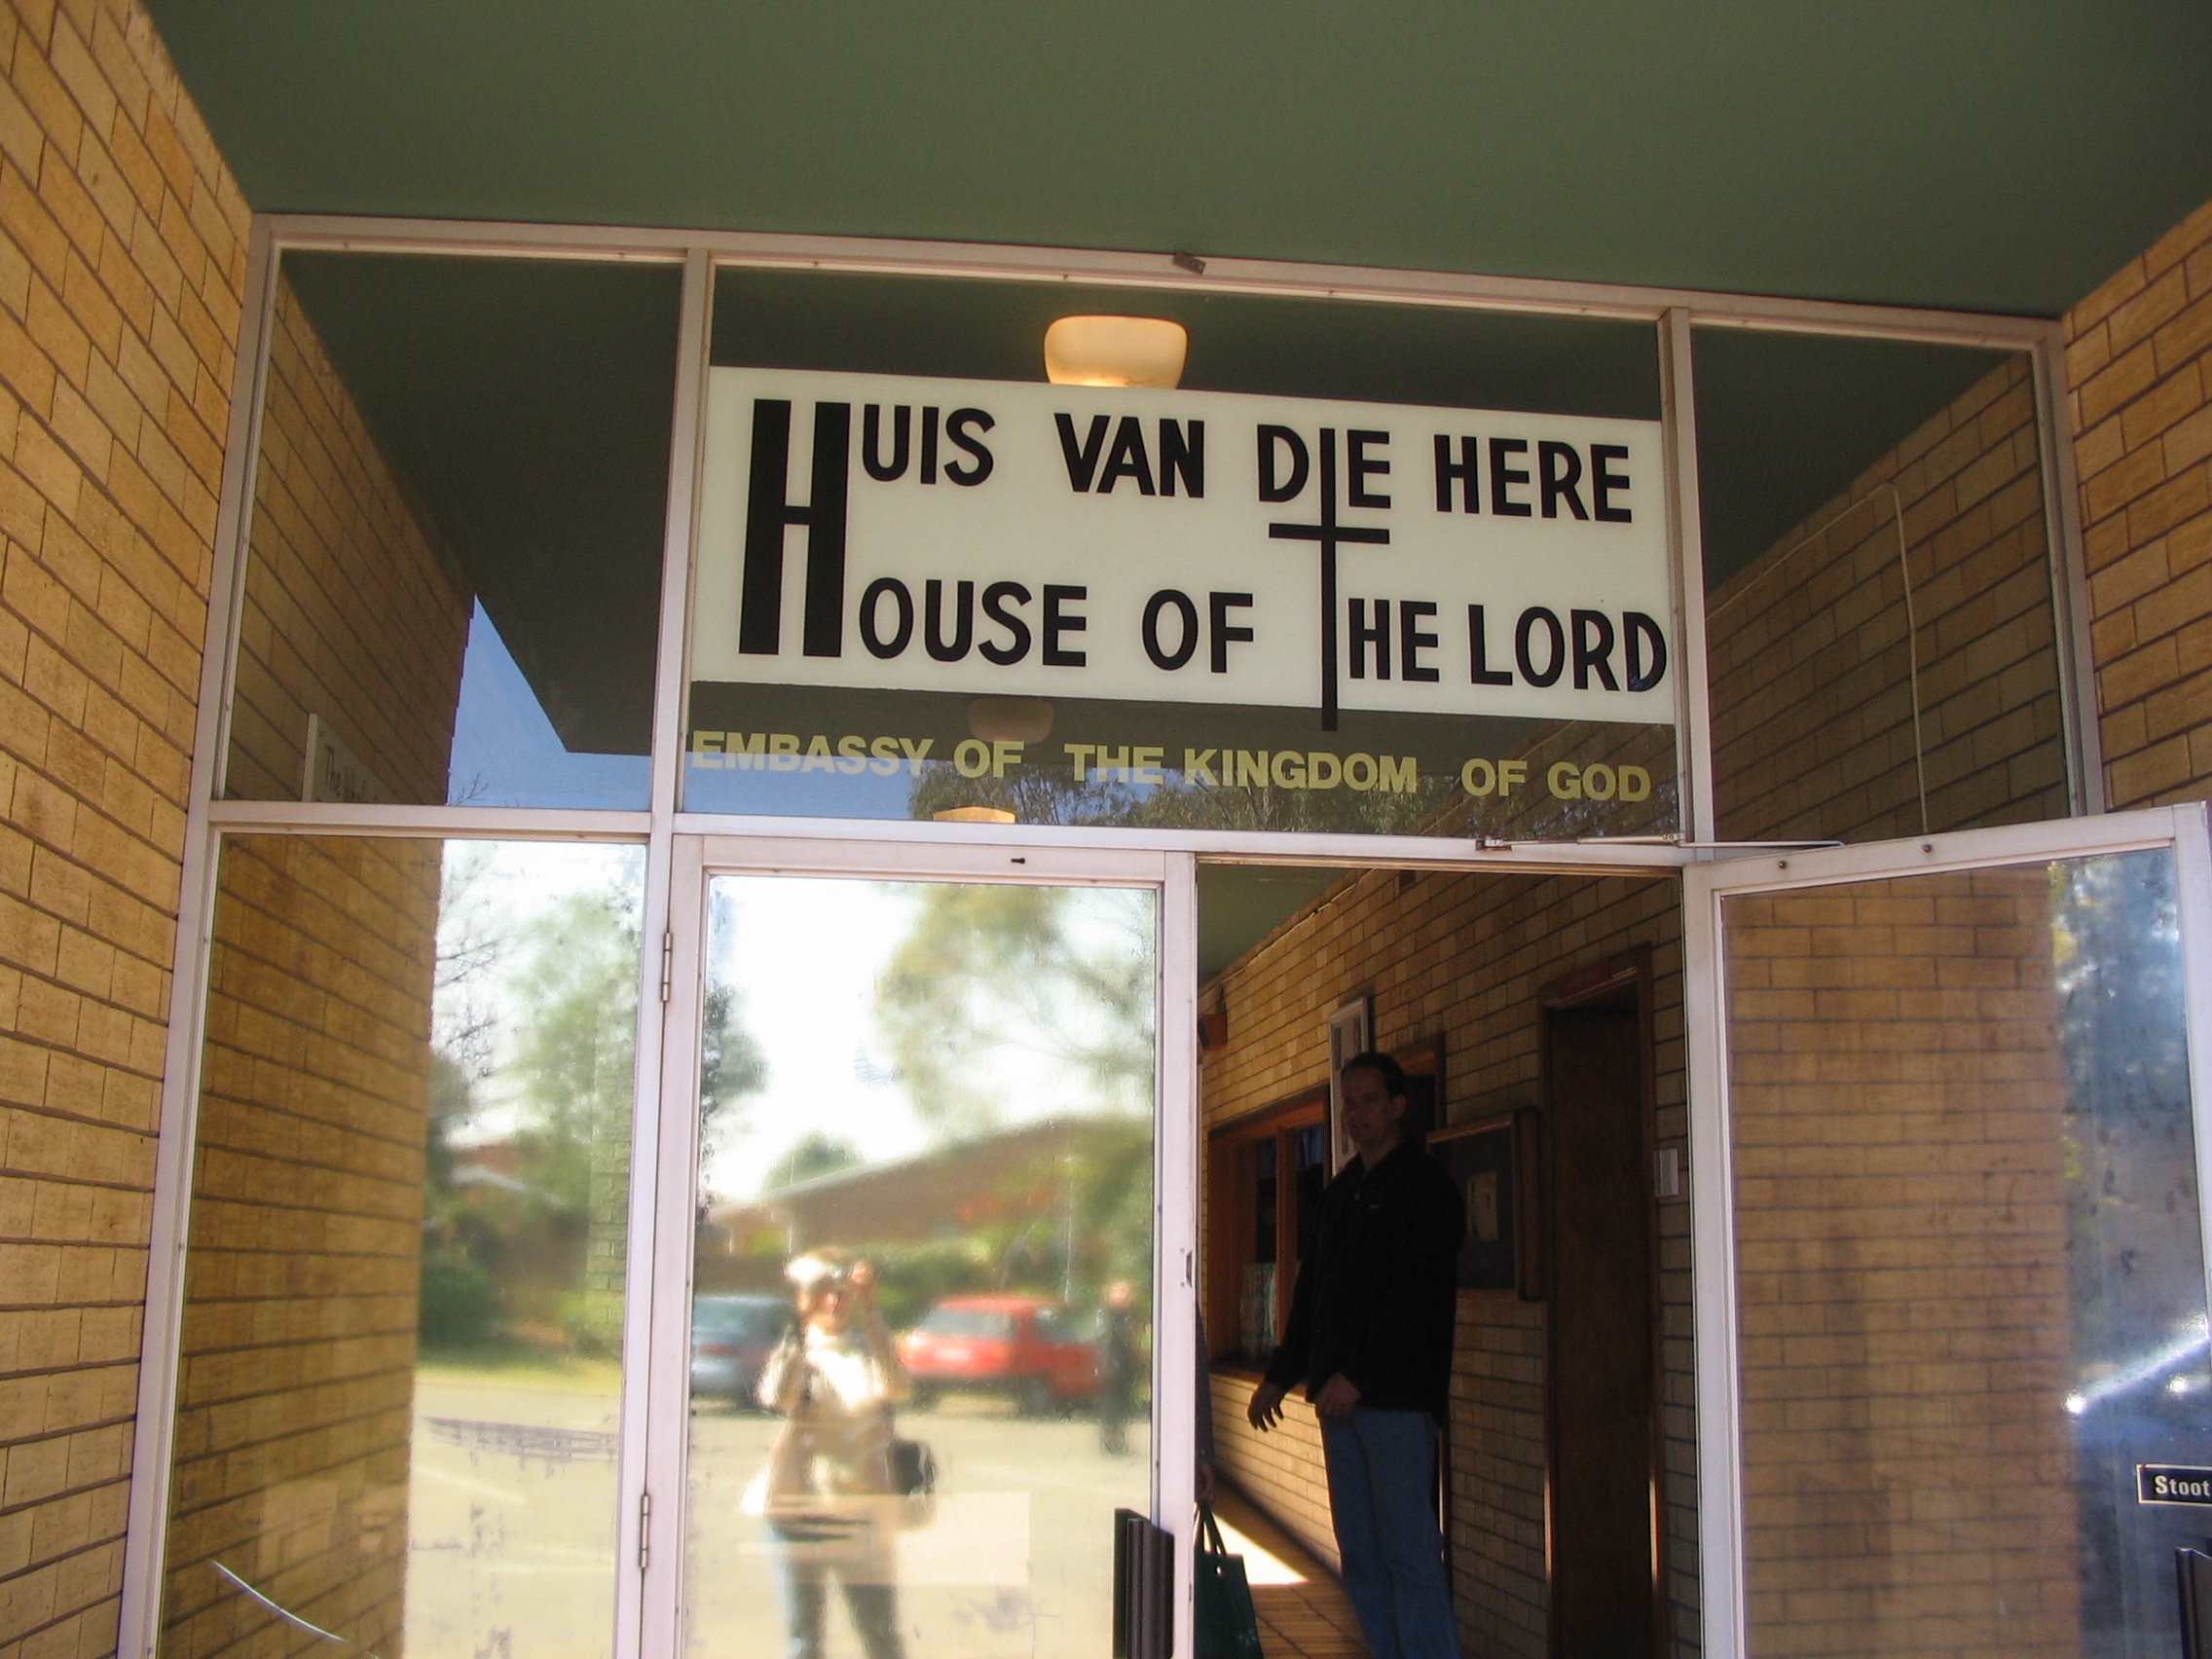 HUIS VAN DIE HERE
HOUSE OF THE LORD
EMBASSY OF THE KINGDOM OF GOD
Stoot